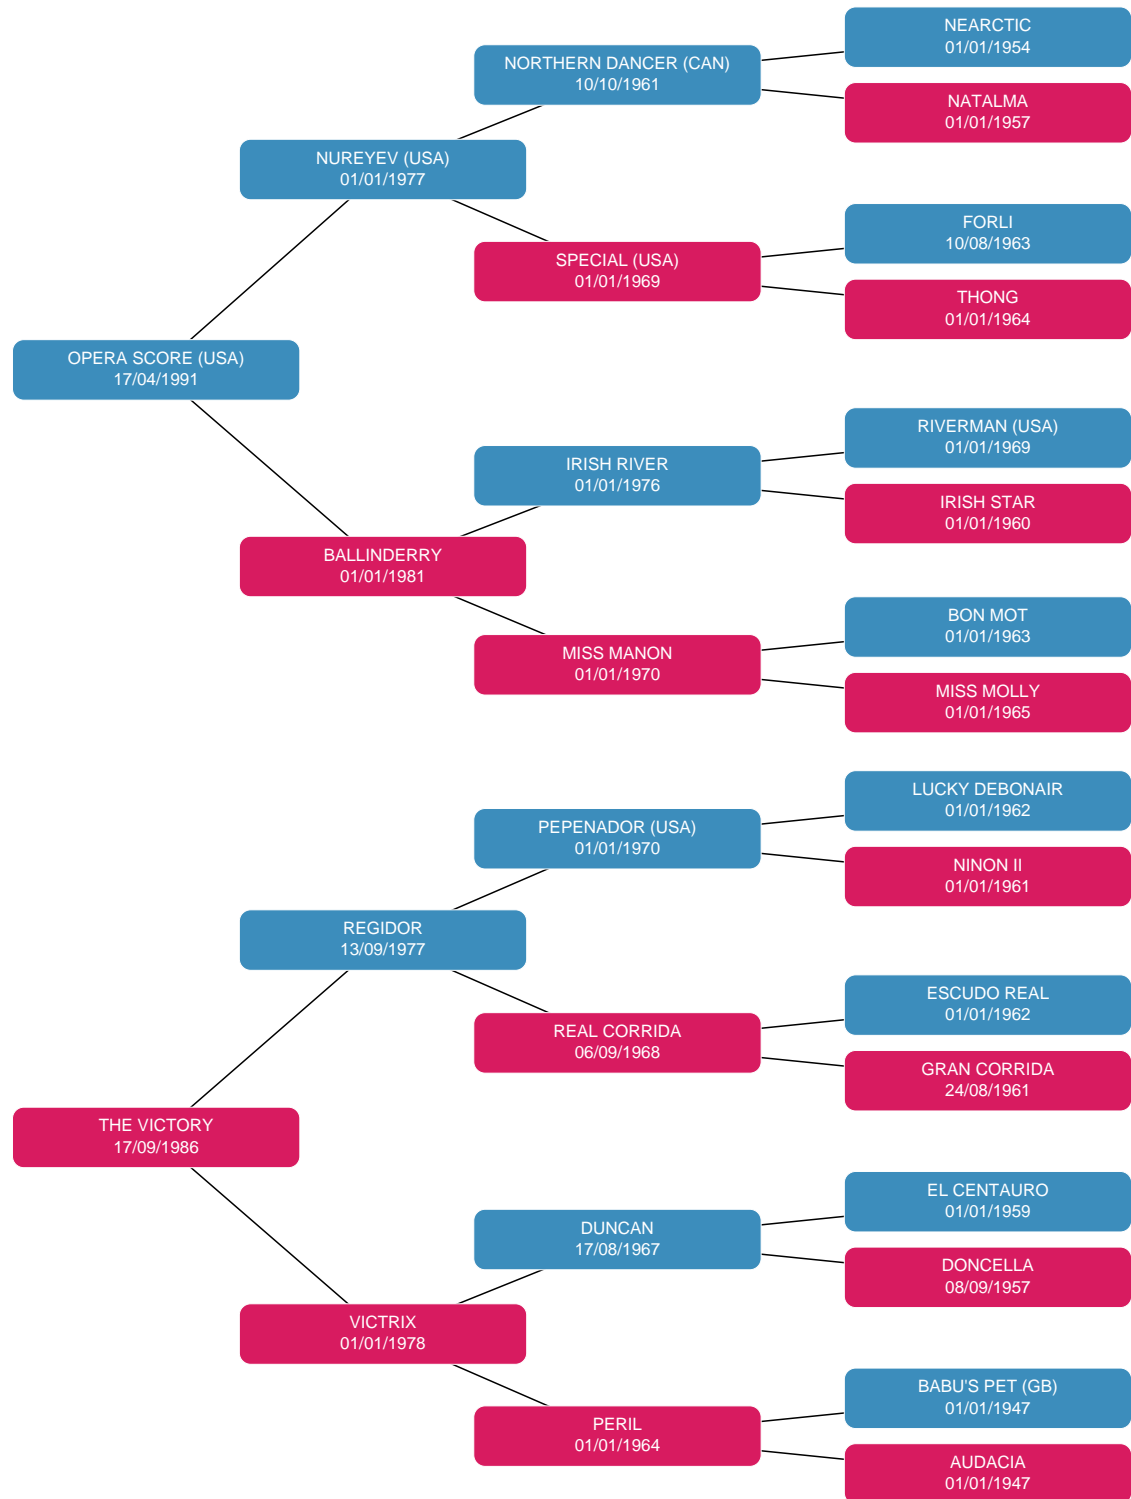 NEARCTIC
01/01/1954
NORTHERN DANCER (CAN)
10/10/1961
NATALMA
01/01/1957
NUREYEV (USA)
01/01/1977
FORLI
10/08/1963
SPECIAL (USA)
01/01/1969
THONG
01/01/1964
OPERA SCORE (USA)
17/04/1991
RIVERMAN (USA)
01/01/1969
IRISH RIVER
01/01/1976
IRISH STAR
01/01/1960
BALLINDERRY
01/01/1981
BON MOT
01/01/1963
MISS MANON
01/01/1970
MISS MOLLY
01/01/1965
LUCKY DEBONAIR
01/01/1962
PEPENADOR (USA)
01/01/1970
NINON II
01/01/1961
REGIDOR
13/09/1977
ESCUDO REAL
01/01/1962
REAL CORRIDA
06/09/1968
GRAN CORRIDA
24/08/1961
THE VICTORY
17/09/1986
EL CENTAURO
01/01/1959
DUNCAN
17/08/1967
DONCELLA
08/09/1957
VICTRIX
01/01/1978
BABU'S PET (GB)
01/01/1947
PERIL
01/01/1964
AUDACIA
01/01/1947